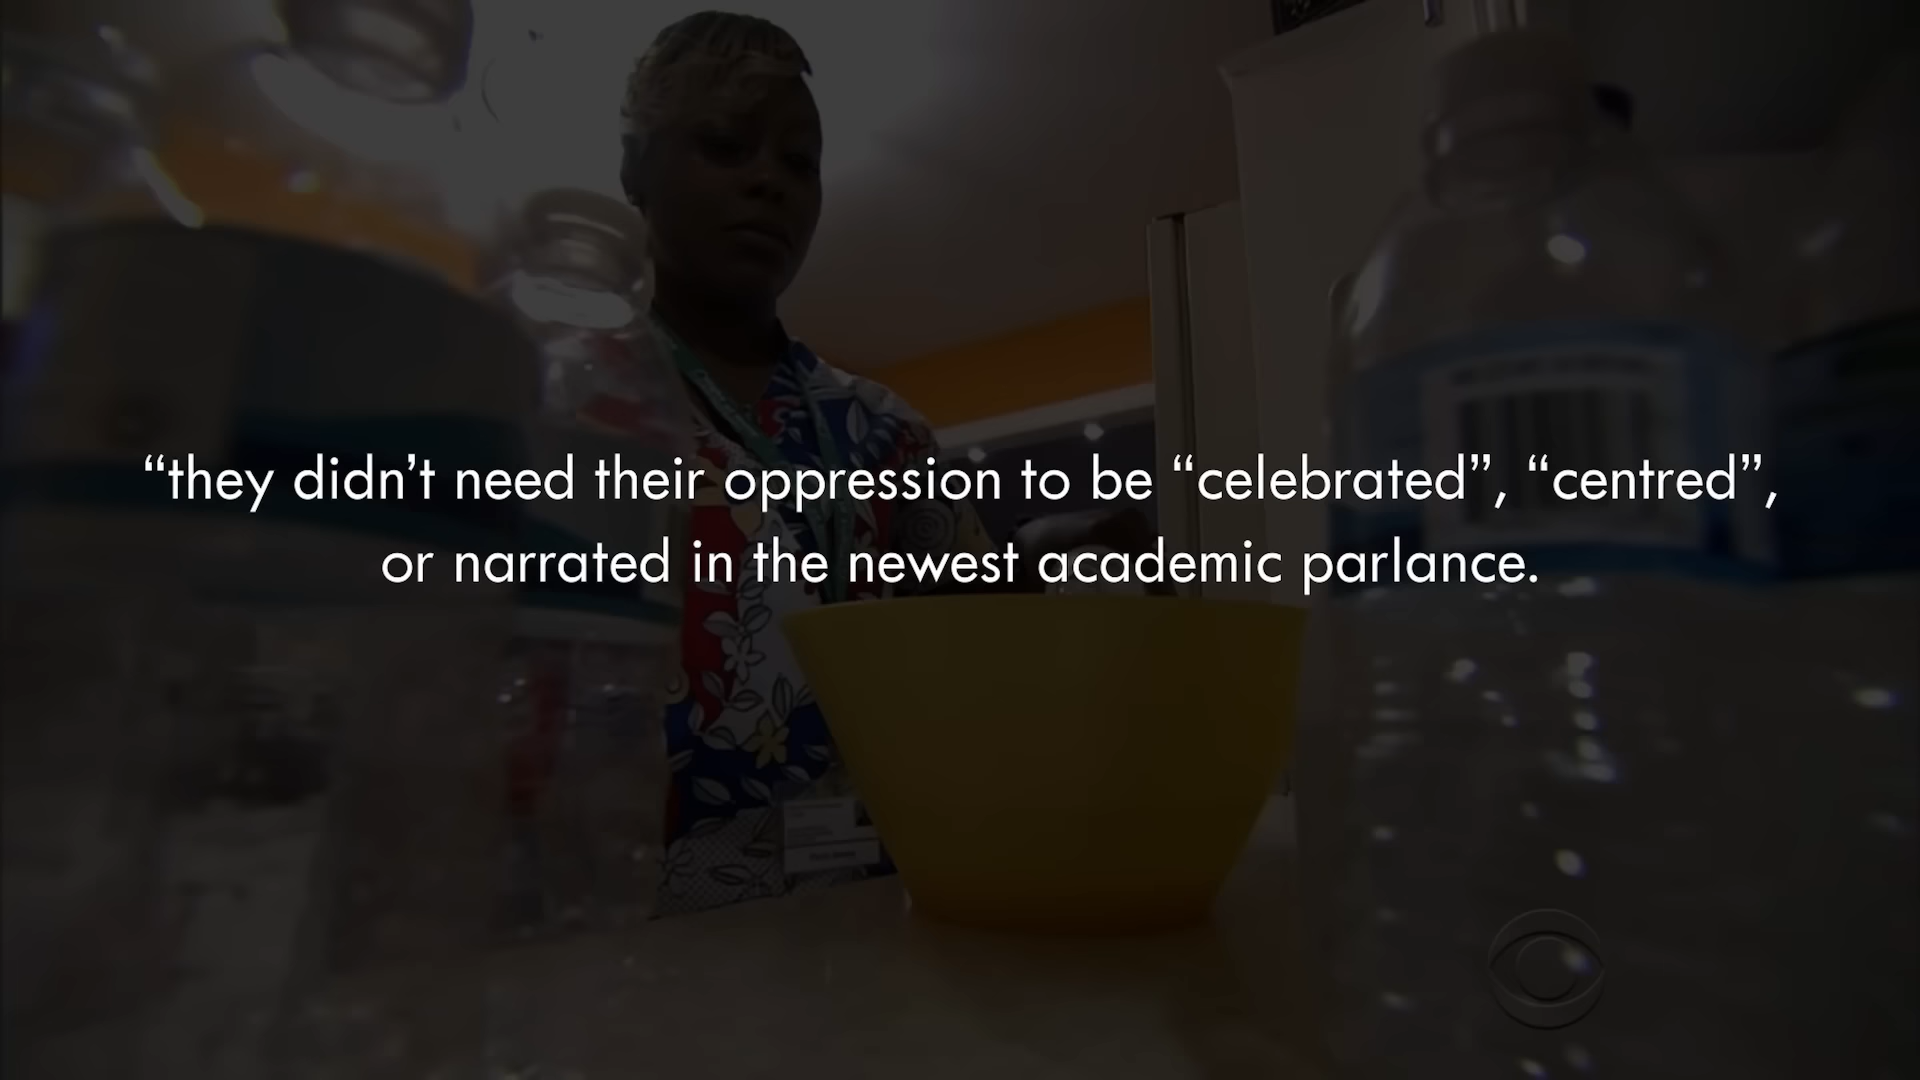 “they didn’t need their oppression to be “celebrated”, “centred”,
or narrated in the newest academic parlance.